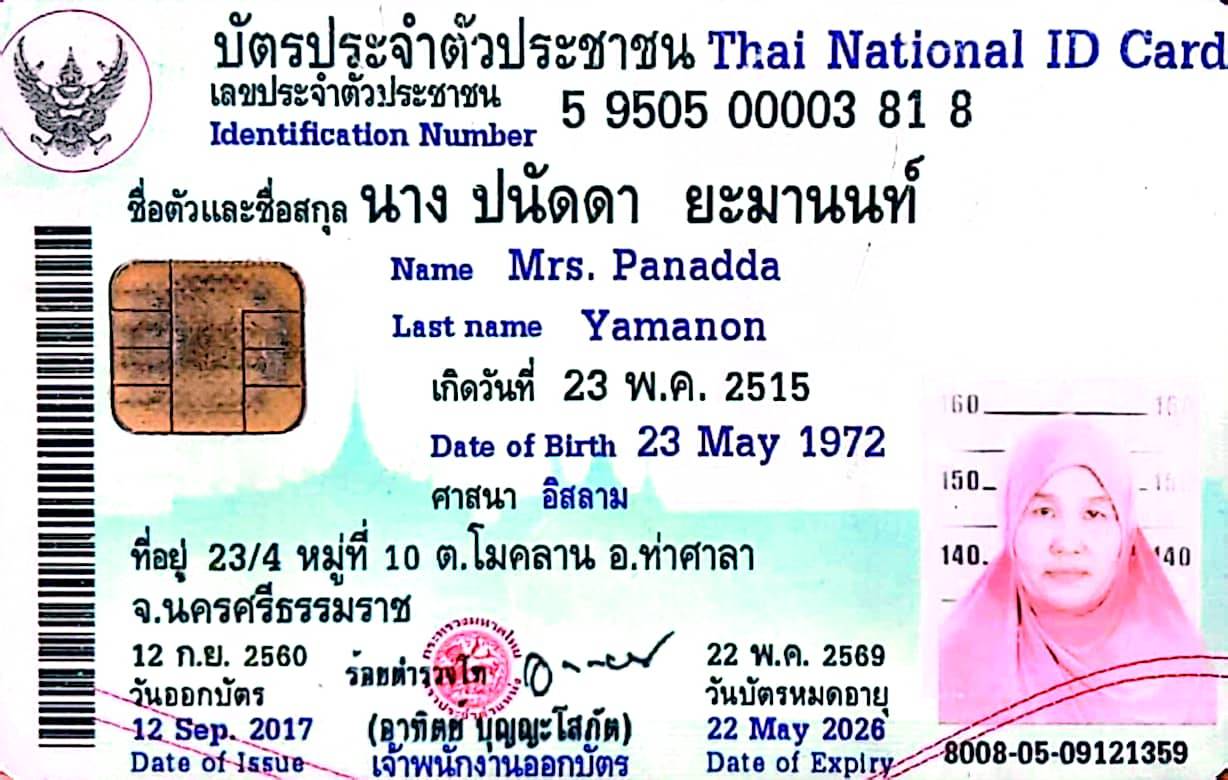 บัตรประจำตัวประชาชน Thai National ID Card
เลขประจำตัวประชาชน
Identification Number 5 9505 00003 81 8
ชื่อตัวและชื่อสกุล นาง ปนัดดา ยะมานนท์
Name Mrs. Panadda
Last name Yamanon
เกิดวันที่ 23 พ.ค. 2515
Date of Birth 23 May 1972
ศาสนา อิสลาม
160 160
150 150
140. 140
ที่อยู่ 23/4 หมู่ที่ 10 ต.โมคลาน อ.ท่าศาลา
จ.นครศรีธรรมราช
12 ก.ย. 2560
วันออกบัตร
12 Sep. 2017
Date of Issue
ร้อยตำรวจโท
(อาทิตย์ บุญญะโสภัต)
เจ้าพนักงานออกบัตร
22 พ.ค. 2569
วันบัตรหมดอายุ
22 May 2026
Date of Expiry
8008-05-09121359